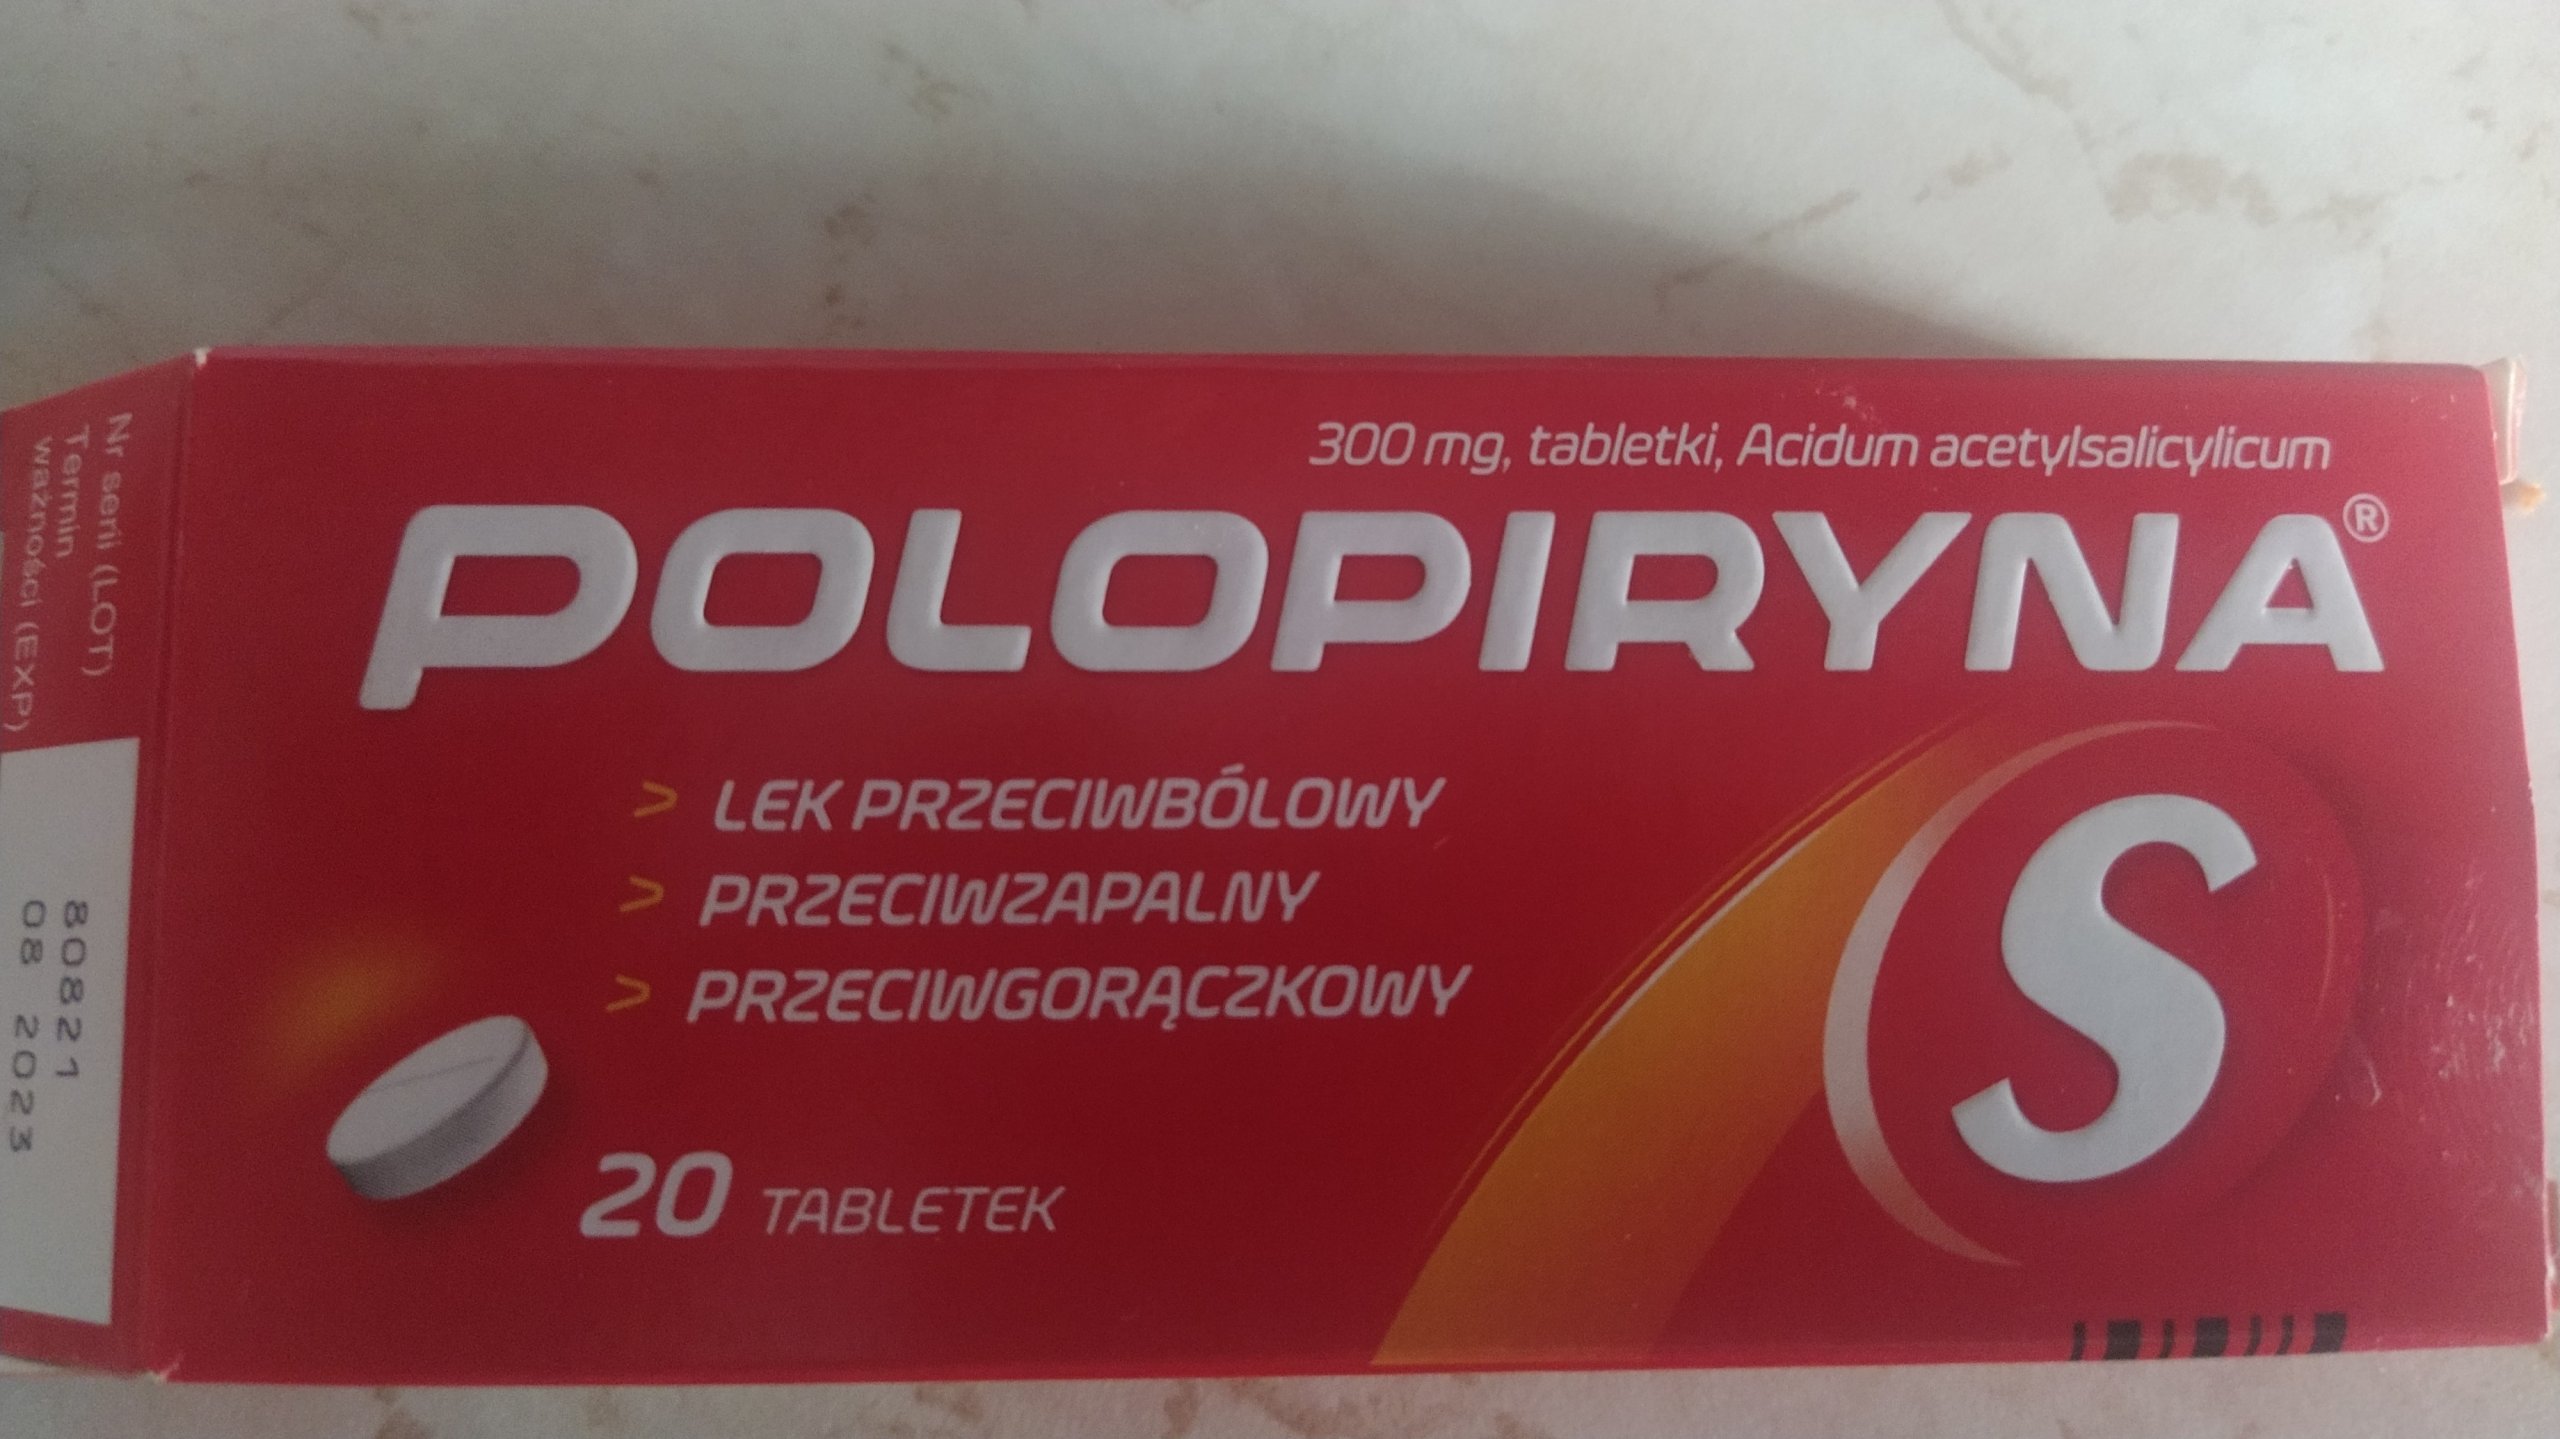 300 mg, tabletki, Acidum acetylsalicylicum
POLOPIRYNA®
S
> LEK PRZECIWBÓLOWY
> PRZECIWZAPALNY
> PRZECIWGORĄCZKOWY
20 TABLETEK
Nr serii (LOT)
Termin
ważności (EXP)
80821
08 2023